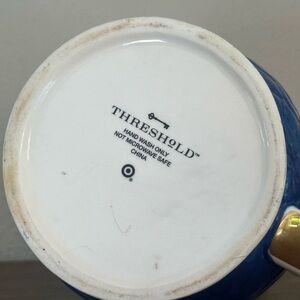 THRESHOLD™
HAND WASH ONLY
NOT MICROWAVE SAFE
CHINA